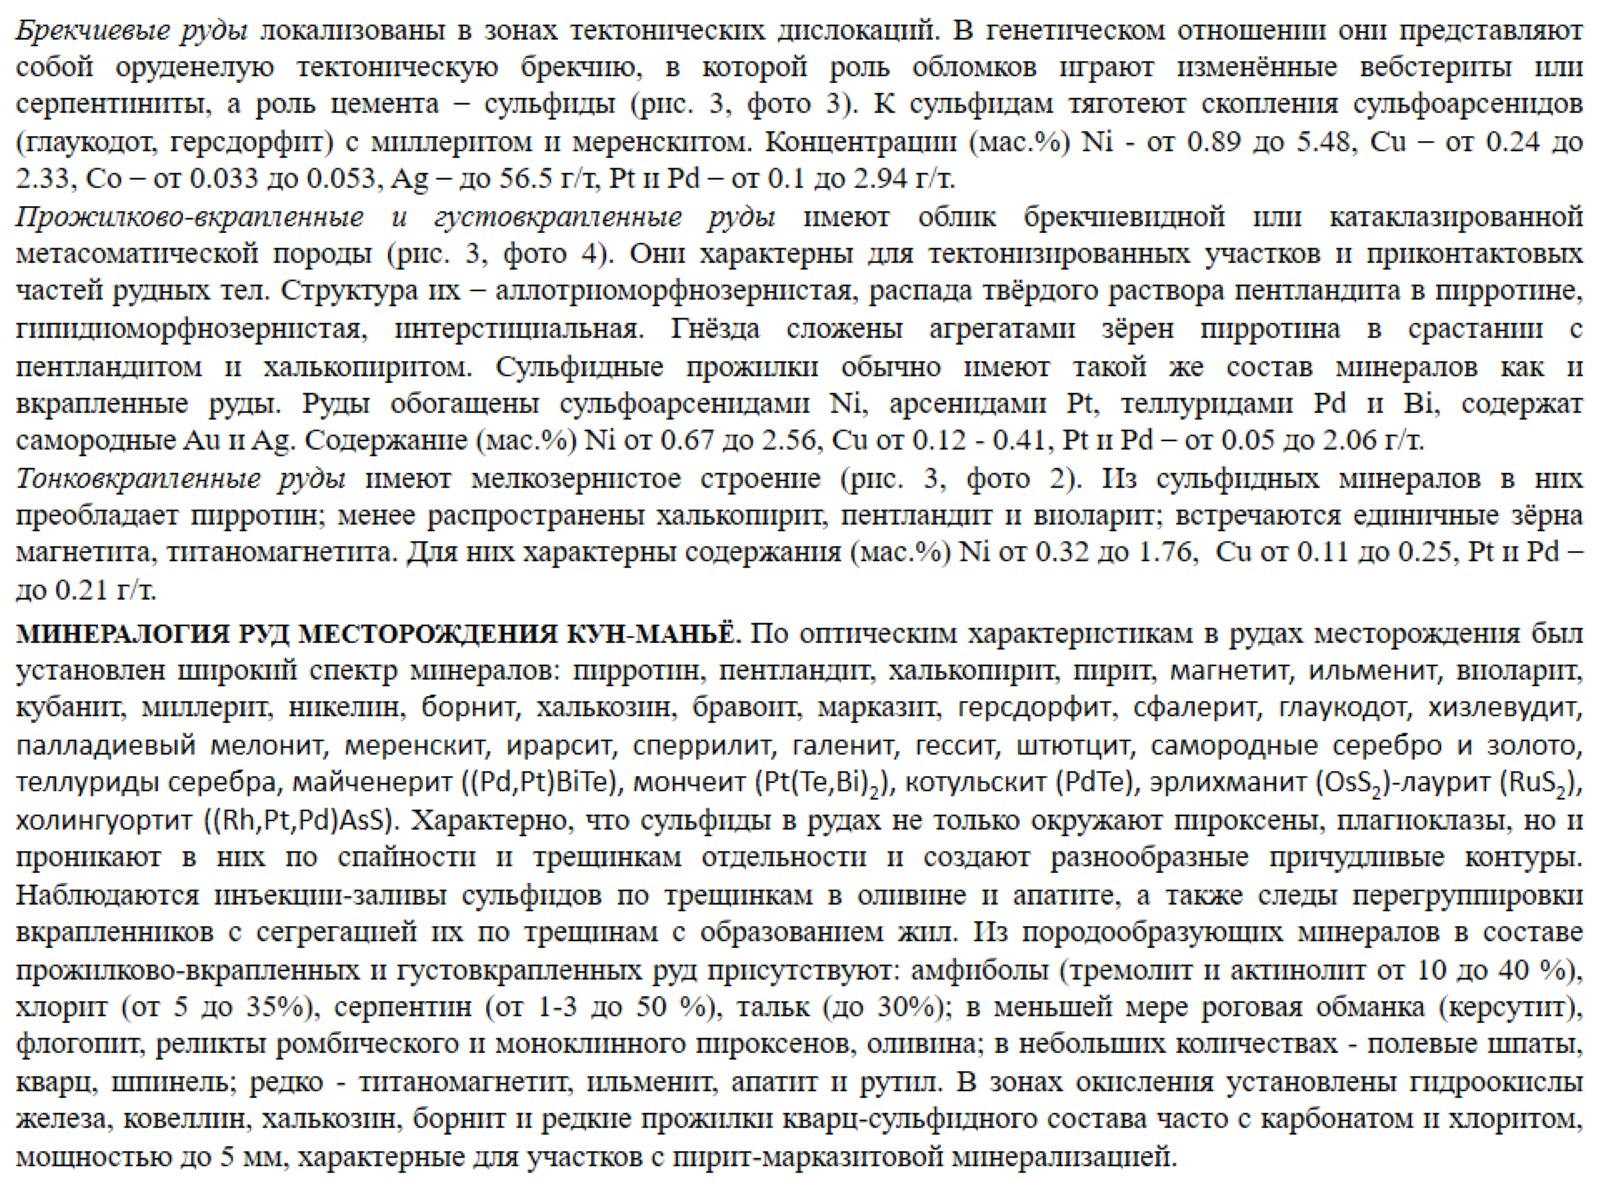 Брекчиевые руды локализованы в зонах тектонических дислокаций. В генетическом отношении они представляют
собой оруденелую тектоническую брекчию, в которой роль обломков играют изменённые вебстериты или
серпентиниты, а роль цемента – сульфиды (рис. 3, фото 3). К сульфидам тяготеют скопления сульфоарсенидов
(глаукодот, герсдорфит) с миллеритом и меренскитом. Концентрации (мас.%) Ni - от 0.89 до 5.48, Cu – от 0.24 до
2.33, Co – от 0.033 до 0.053, Ag – до 56.5 г/т, Pt и Pd – от 0.1 до 2.94 г/т.
Прожилково-вкрапленные и густовкрапленные руды имеют облик брекчиевидной или катаклазированной
метасоматической породы (рис. 3, фото 4). Они характерны для тектонизированных участков и приконтактовых
частей рудных тел. Структура их – аллотриоморфнозернистая, распада твёрдого раствора пентландита в пирротине,
гипидиоморфнозернистая, интерстициальная. Гнёзда сложены агрегатами зёрен пирротина в срастании с
пентландитом и халькопиритом. Сульфидные прожилки обычно имеют такой же состав минералов как и
вкрапленные руды. Руды обогащены сульфоарсенидами Ni, арсенидами Pt, теллуридами Pd и Bi, содержат
самородные Au и Ag. Содержание (мас.%) Ni от 0.67 до 2.56, Cu от 0.12 - 0.41, Pt и Pd – от 0.05 до 2.06 г/т.
Тонковкрапленные руды имеют мелкозернистое строение (рис. 3, фото 2). Из сульфидных минералов в них
преобладает пирротин; менее распространены халькопирит, пентландит и виоларит; встречаются единичные зёрна
магнетита, титаномагнетита. Для них характерны содержания (мас.%) Ni от 0.32 до 1.76, Cu от 0.11 до 0.25, Pt и Pd –
до 0.21 г/т.
МИНЕРАЛОГИЯ РУД МЕСТОРОЖДЕНИЯ КУН-МАНЬЁ. По оптическим характеристикам в рудах месторождения был
установлен широкий спектр минералов: пирротин, пентландит, халькопирит, пирит, магнетит, ильменит, виоларит,
кубанит, миллерит, никелин, борнит, халькозин, бравоит, марказит, герсдорфит, сфалерит, глаукодот, хизлевудит,
палладиевый мелонит, меренскит, ирарсит, сперрилит, галенит, гессит, штютцит, самородные серебро и золото,
теллуриды серебра, майченерит ((Pd,Pt)BiTe), мончеит (Pt(Te,Bi)₂), котульскит (PdTe), эрлихманит (OsS₂)-лаурит (RuS₂),
холингуортит ((Rh,Pt,Pd)AsS). Характерно, что сульфиды в рудах не только окружают пироксены, плагиоклазы, но и
проникают в них по спайности и трещинкам отдельности и создают разнообразные причудливые контуры.
Наблюдаются инъекции-заливы сульфидов по трещинкам в оливине и апатите, а также следы перегруппировки
вкрапленников с сегрегацией их по трещинам с образованием жил. Из породообразующих минералов в составе
прожилково-вкрапленных и густовкрапленных руд присутствуют: амфиболы (тремолит и актинолит от 10 до 40 %),
хлорит (от 5 до 35%), серпентин (от 1-3 до 50 %), тальк (до 30%); в меньшей мере роговая обманка (керсутит),
флогопит, реликты ромбического и моноклинного пироксенов, оливина; в небольших количествах - полевые шпаты,
кварц, шпинель; редко - титаномагнетит, ильменит, апатит и рутил. В зонах окисления установлены гидроокислы
железа, ковеллин, халькозин, борнит и редкие прожилки кварц-сульфидного состава часто с карбонатом и хлоритом,
мощностью до 5 мм, характерные для участков с пирит-марказитовой минерализацией.